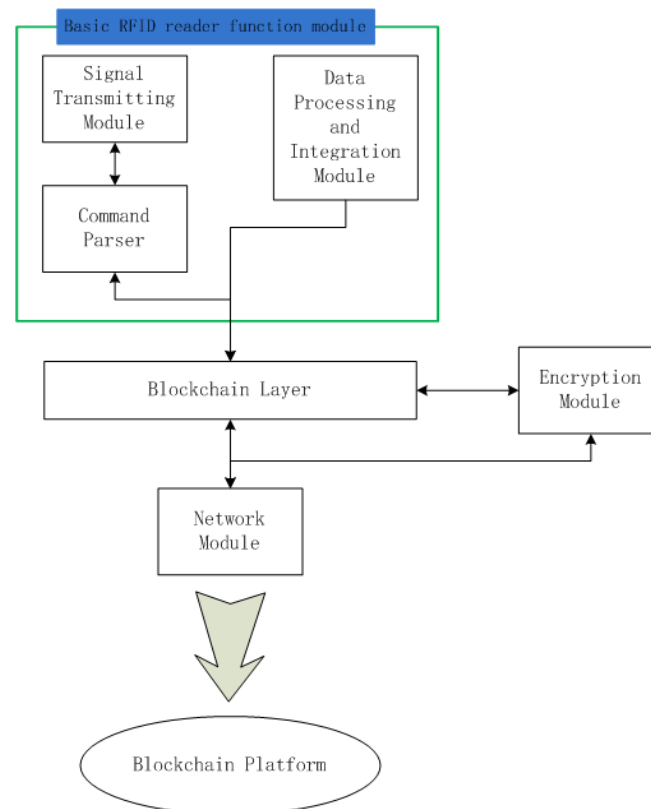 Basic RFID reader function module
Signal
Transmitting
Module
Data
Processing
and
Integration
Module
Command
Parser
Blockchain Layer
Encryption
Module
Network
Module
Blockchain Platform